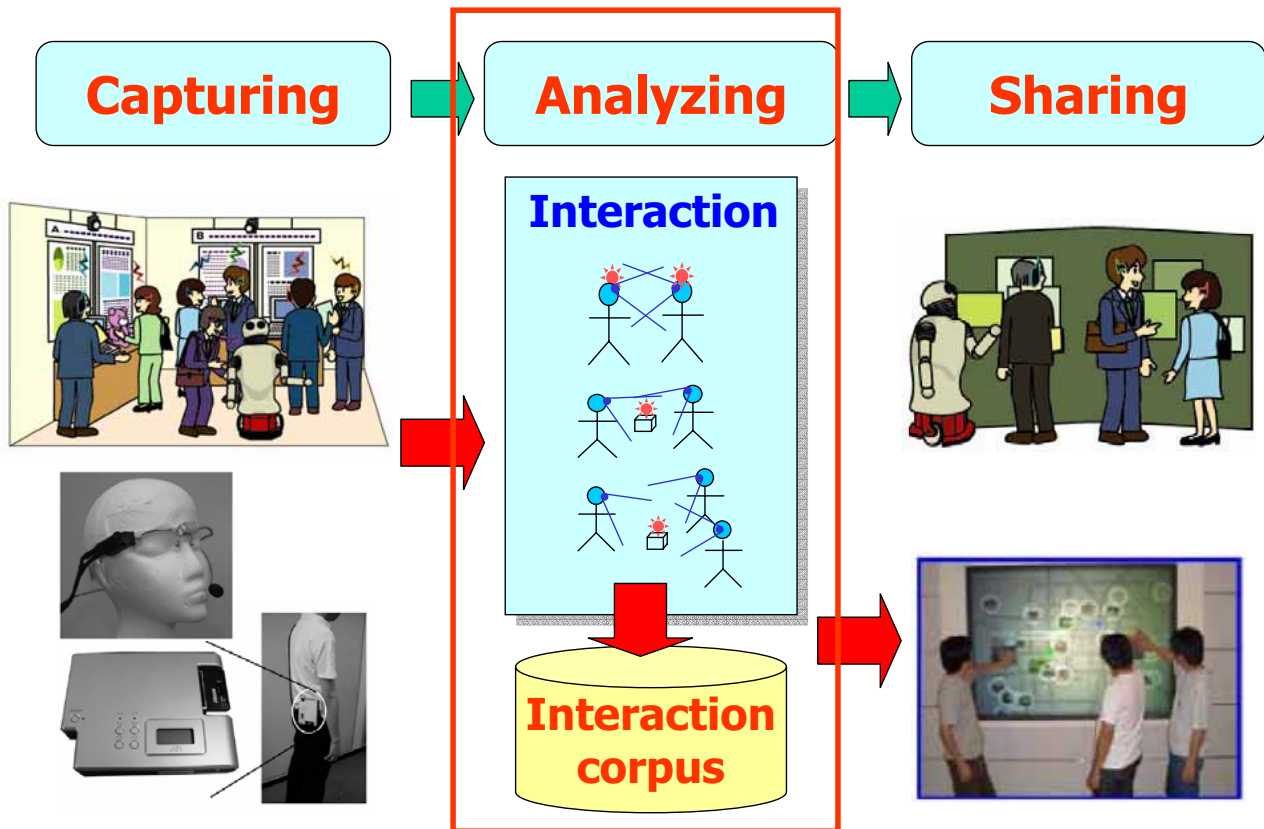 Capturing
Analyzing
Sharing
Interaction
A
B
Interaction
corpus